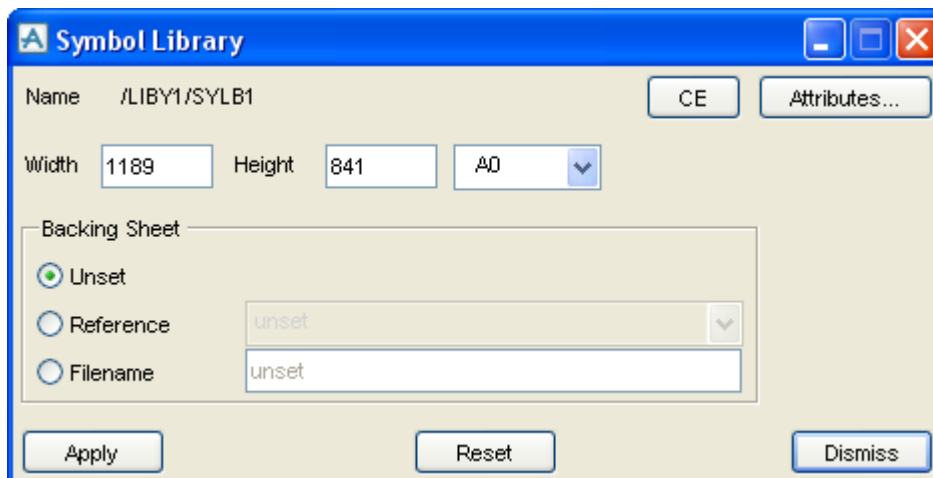 Symbol Library
Name /LIBY1/SYLB1 CE Attributes...
Width 1189 Height 841 A0
Backing Sheet
Unset
Reference unset
Filename unset
Apply Reset Dismiss